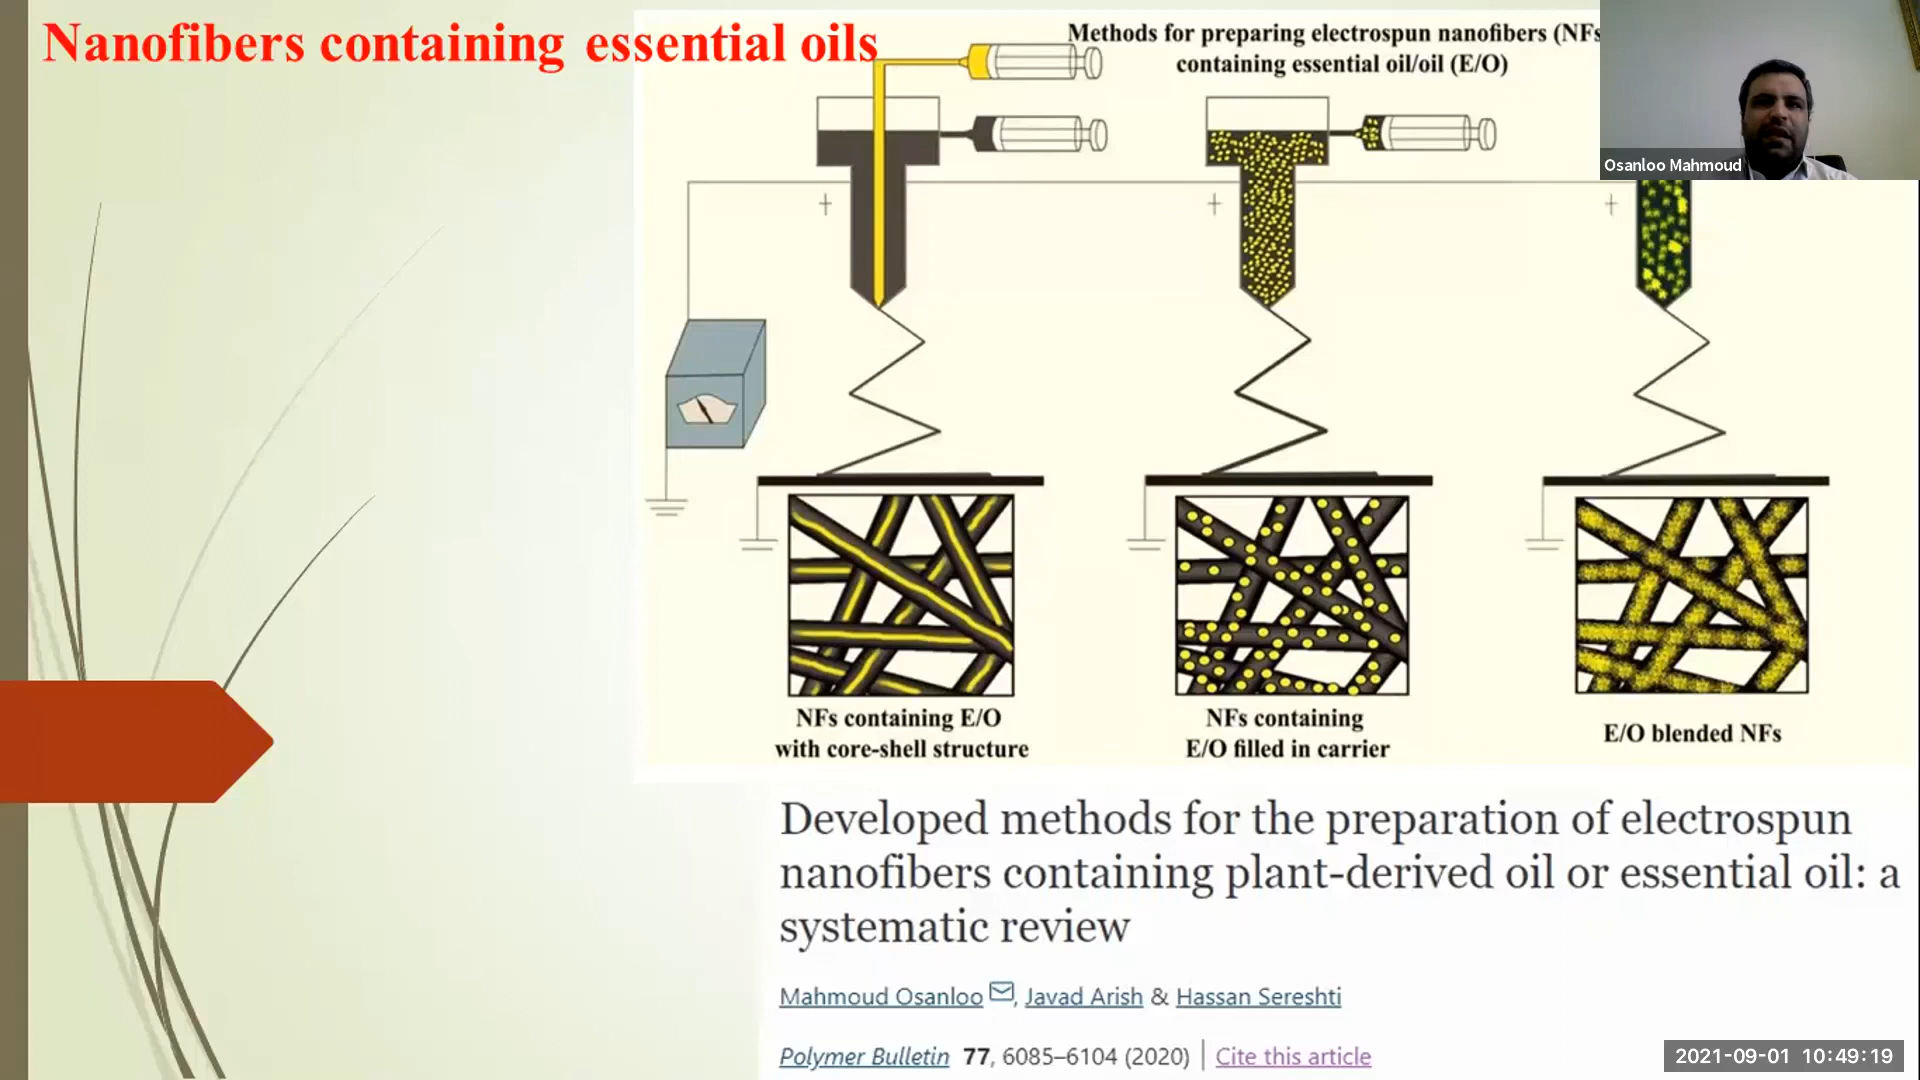 Nanofibers containing essential oils
Methods for preparing electrospun nanofibers (NFs
containing essential oil/oil (E/O)
Osanloo Mahmoud
+
+
+
NFs containing E/O
with core-shell structure
NFs containing
E/O filled in carrier
E/O blended NFs
Developed methods for the preparation of electrospun
nanofibers containing plant-derived oil or essential oil: a
systematic review
Mahmoud Osanloo, Javad Arish & Hassan Sereshti
Polymer Bulletin 77, 6085–6104 (2020) | Cite this article
2021-09-01 10:49:19